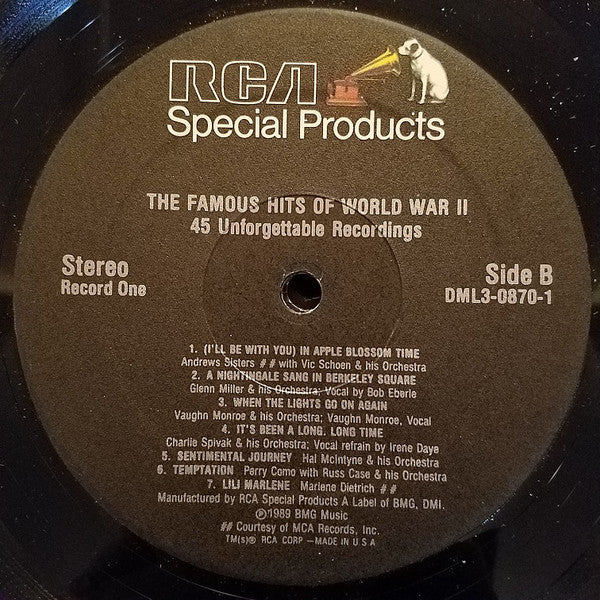 RCA
Special Products
THE FAMOUS HITS OF WORLD WAR II
45 Unforgettable Recordings
Stereo
Record One
Side B
DML3-0870-1
1. (I'LL BE WITH YOU) IN APPLE BLOSSOM TIME
Andrews Sisters ## with Vic Schoen & his Orchestra
2. A NIGHTINGALE SANG IN BERKELEY SQUARE
Glenn Miller & his Orchestra; Vocal by Bob Eberle
3. WHEN THE LIGHTS GO ON AGAIN
Vaughn Monroe & his Orchestra; Vaughn Monroe, Vocal
4. IT'S BEEN A LONG, LONG TIME
Charlie Spivak & his Orchestra; Vocal refrain by Irene Daye
5. SENTIMENTAL JOURNEY Hal McIntyre & his Orchestra
6. TEMPTATION Perry Como with Russ Case & his Orchestra
7. LILI MARLENE Marlene Dietrich ##
Manufactured by RCA Special Products A Label of BMG, DMI.
℗1989 BMG Music
## Courtesy of MCA Records, Inc.
TM(s)® RCA CORP —MADE IN U S A